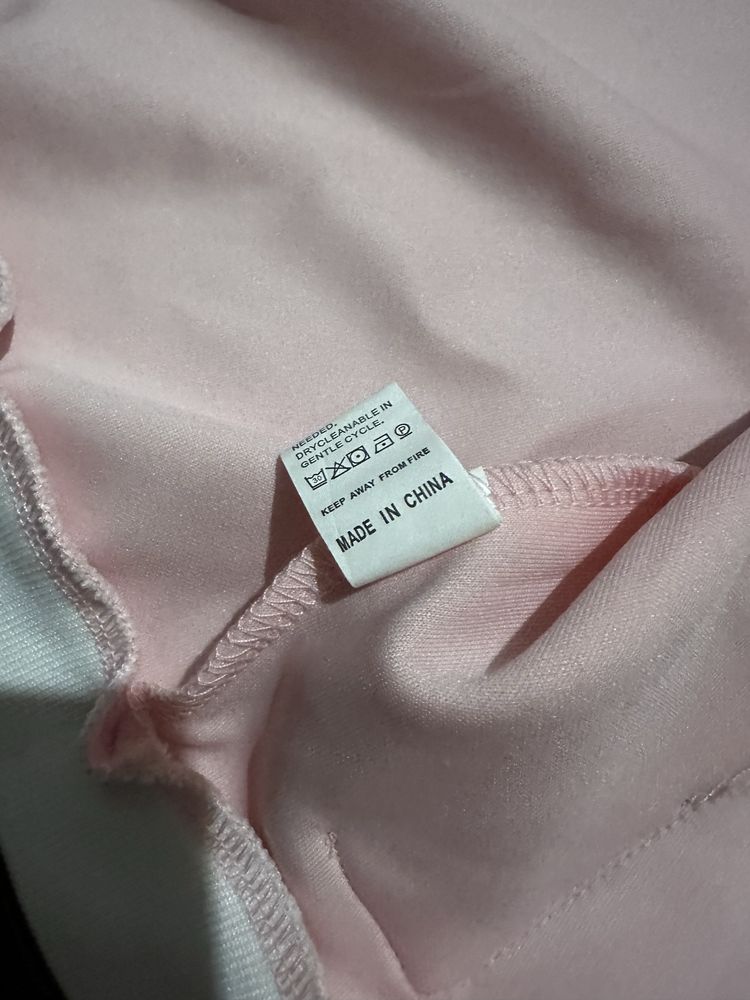 NEEDED.
DRYCLEANABLE IN
GENTLE CYCLE.
30 P
KEEP AWAY FROM FIRE
MADE IN CHINA